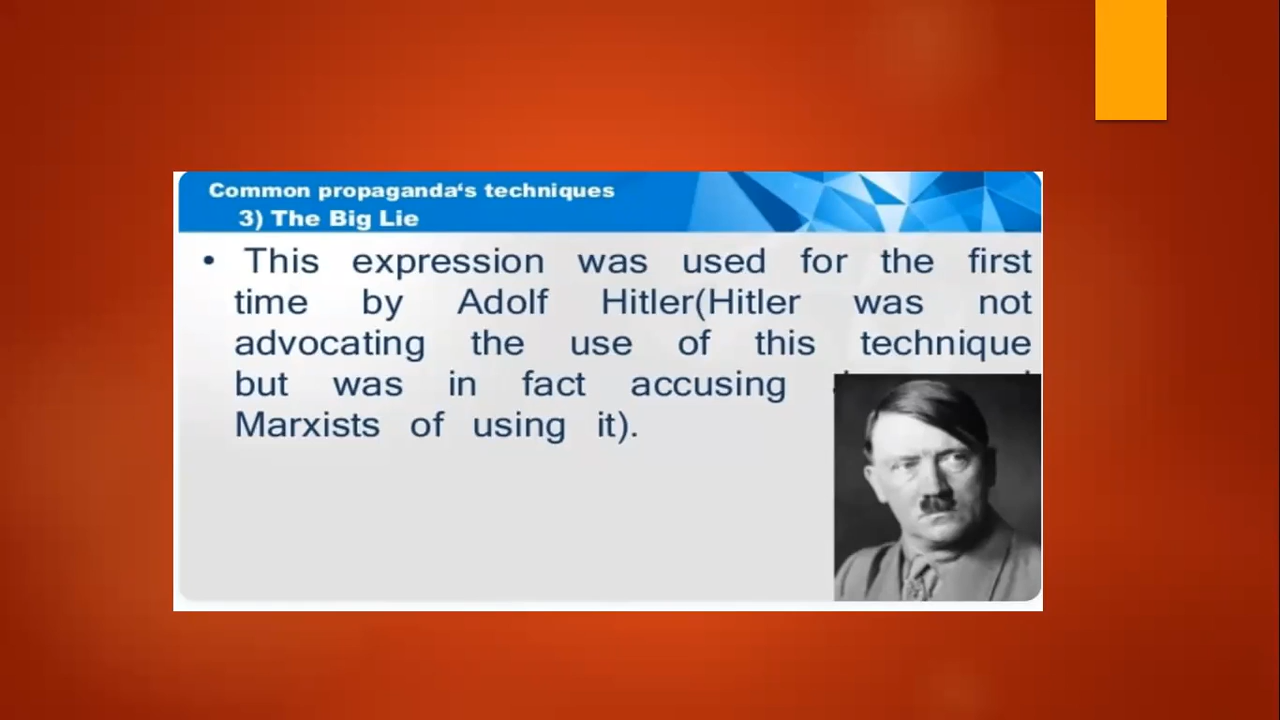 Common propaganda‘s techniques
3) The Big Lie
• This expression was used for the first
time by Adolf Hitler(Hitler was not
advocating the use of this technique
but was in fact accusing
Marxists of using it).